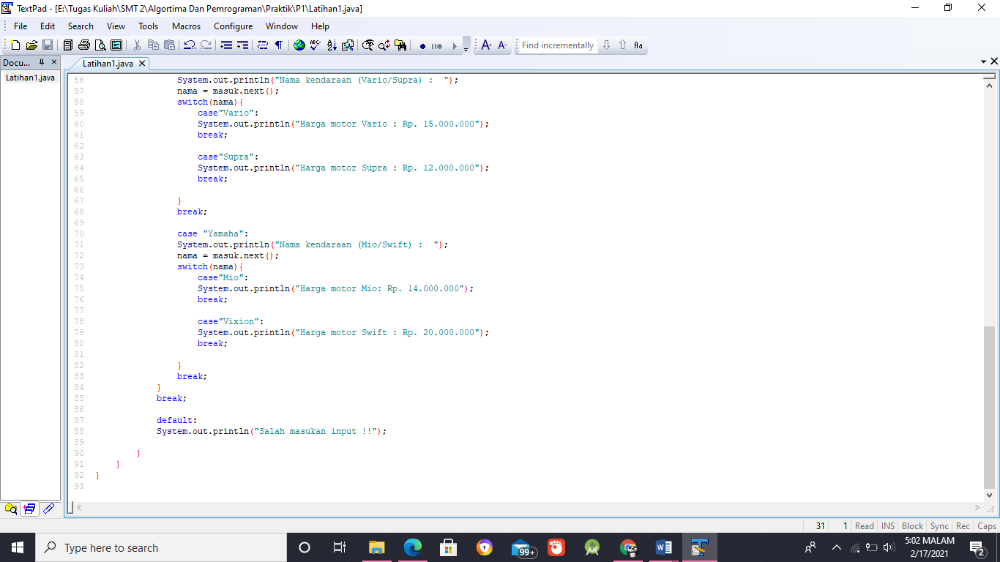 TextPad - [E:\Tugas Kuliah\SMT 2\Algortima Dan Pemrograman\Praktik\P1\Latihan1.java]
File Edit Search View Tools Macros Configure Window Help
Find incrementally Aa
Docu...
Latihan1.java
Latihan1.java
56 System.out.println("Nama kendaraan (Vario/Supra) :  ");
57 nama = masuk.next();
58 switch(nama){
59 case"Vario":
60 System.out.println("Harga motor Vario : Rp. 15.000.000");
61 break;
62
63 case"Supra":
64 System.out.println("Harga motor Supra : Rp. 12.000.000");
65 break;
66
67 }
68 break;
69
70 case "Yamaha":
71 System.out.println("Nama kendaraan (Mio/Swift) :  ");
72 nama = masuk.next();
73 switch(nama){
74 case"Mio":
75 System.out.println("Harga motor Mio: Rp. 14.000.000");
76 break;
77
78 case"Vixion":
79 System.out.println("Harga motor Swift : Rp. 20.000.000");
80 break;
81
82 }
83 break;
84 }
85 break;
86
87 default:
88 System.out.println("Salah masukan input !!");
89
90 }
91 }
92 }
93
31 1 Read INS Block Sync Rec Caps
Type here to search
99+
5:02 MALAM
2/17/2021
2